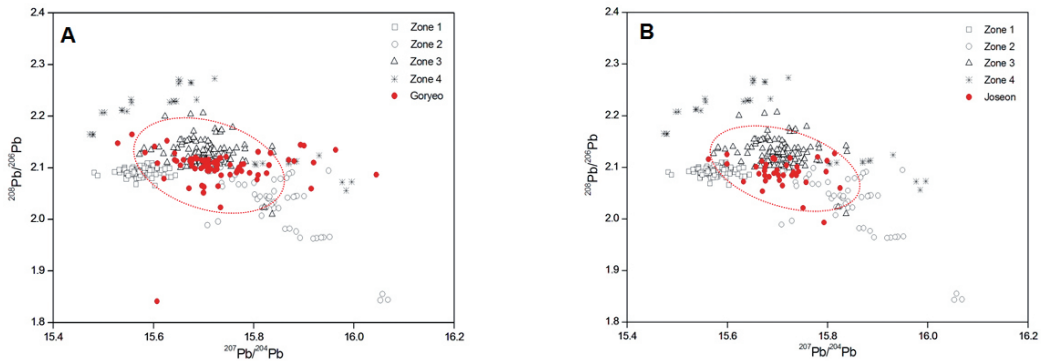 A
Zone 1
Zone 2
Zone 3
Zone 4
Goryeo
2.4
2.3
2.2
2.1
2.0
1.9
1.8
²⁰⁸Pb/²⁰⁶Pb
15.4 15.6 15.8 16.0 16.2
²⁰⁷Pb/²⁰⁴Pb
B
Zone 1
Zone 2
Zone 3
Zone 4
Joseon
2.4
2.3
2.2
2.1
2.0
1.9
1.8
²⁰⁸Pb/²⁰⁶Pb
15.4 15.6 15.8 16.0 16.2
²⁰⁷Pb/²⁰⁴Pb